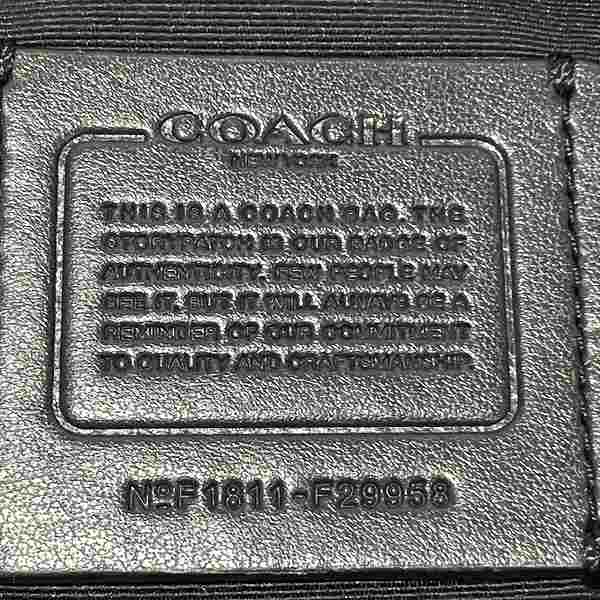 COACH
NEW YORK
THIS IS A COACH BAG. THE
STORYPATCH IS OUR BADGE OF
AUTHENTICITY. FEW PEOPLE MAY
SEE IT, BUT IT WILL ALWAYS BE A
REMINDER OF OUR COMMITMENT
TO QUALITY AND CRAFTSMANSHIP.
NºF1811-F29958